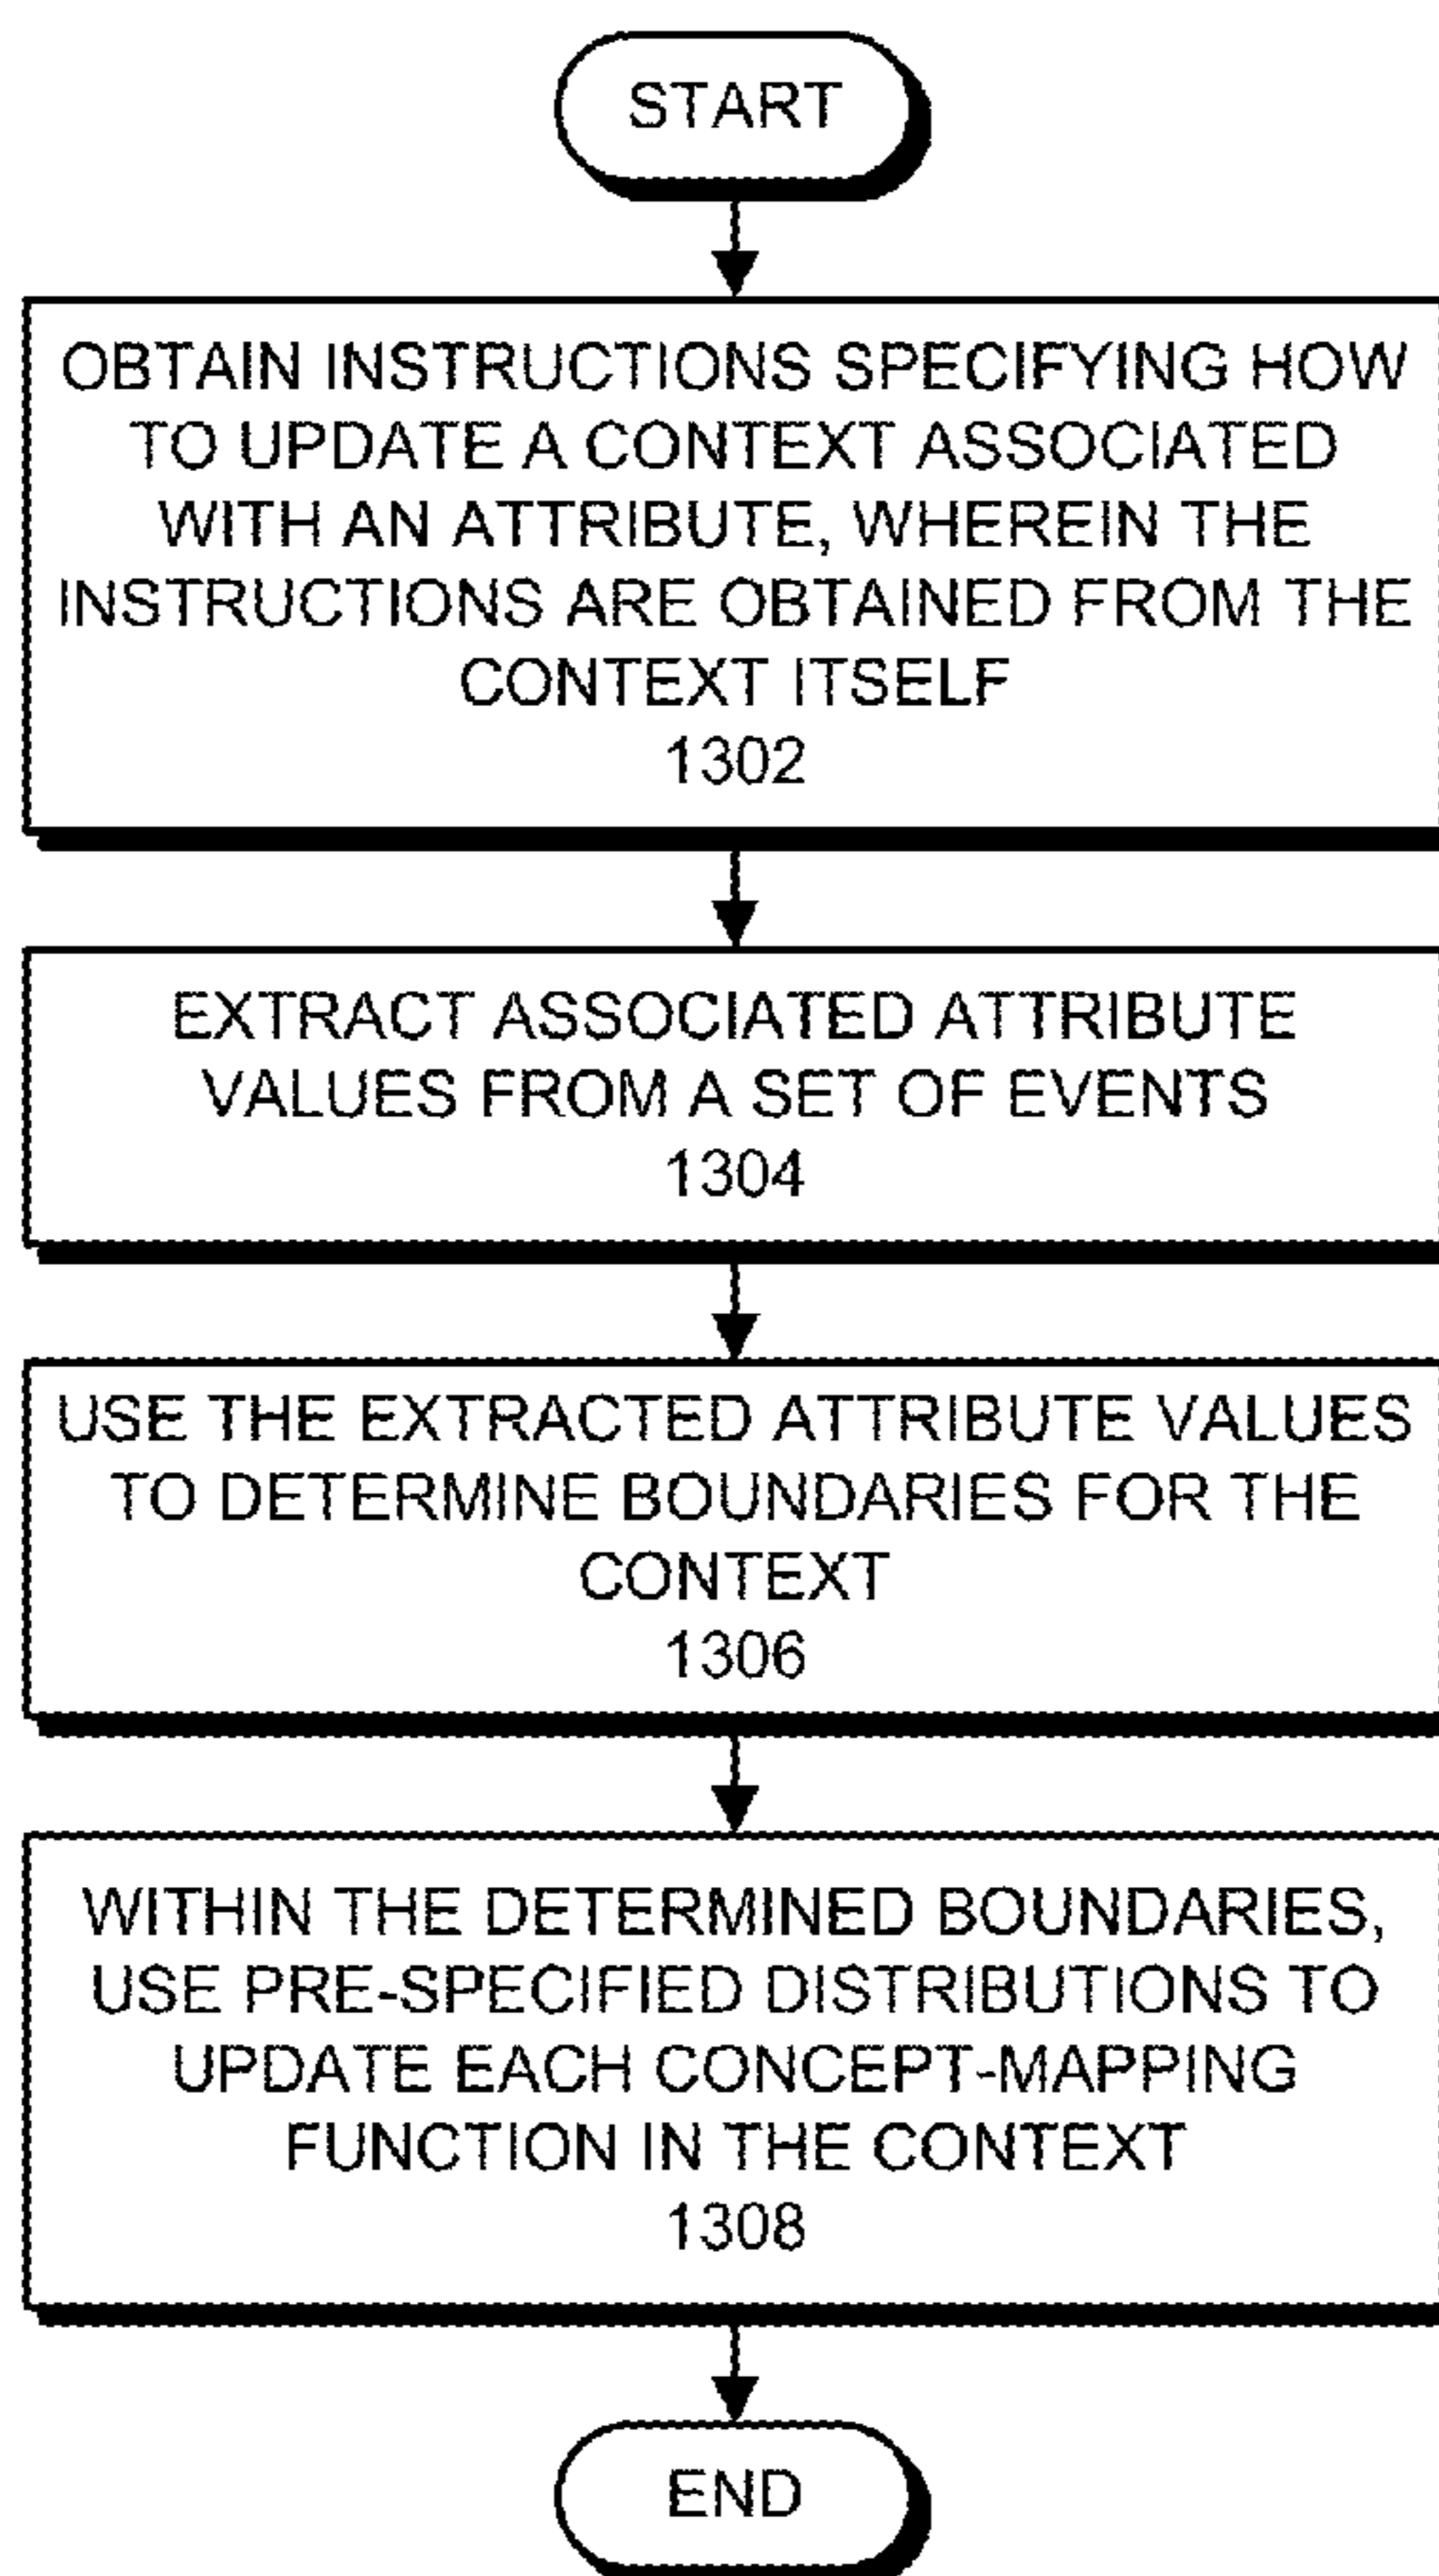 START
OBTAIN INSTRUCTIONS SPECIFYING HOW
TO UPDATE A CONTEXT ASSOCIATED
WITH AN ATTRIBUTE, WHEREIN THE
INSTRUCTIONS ARE OBTAINED FROM THE
CONTEXT ITSELF
1302
EXTRACT ASSOCIATED ATTRIBUTE
VALUES FROM A SET OF EVENTS
1304
USE THE EXTRACTED ATTRIBUTE VALUES
TO DETERMINE BOUNDARIES FOR THE
CONTEXT
1306
WITHIN THE DETERMINED BOUNDARIES,
USE PRE-SPECIFIED DISTRIBUTIONS TO
UPDATE EACH CONCEPT-MAPPING
FUNCTION IN THE CONTEXT
1308
END